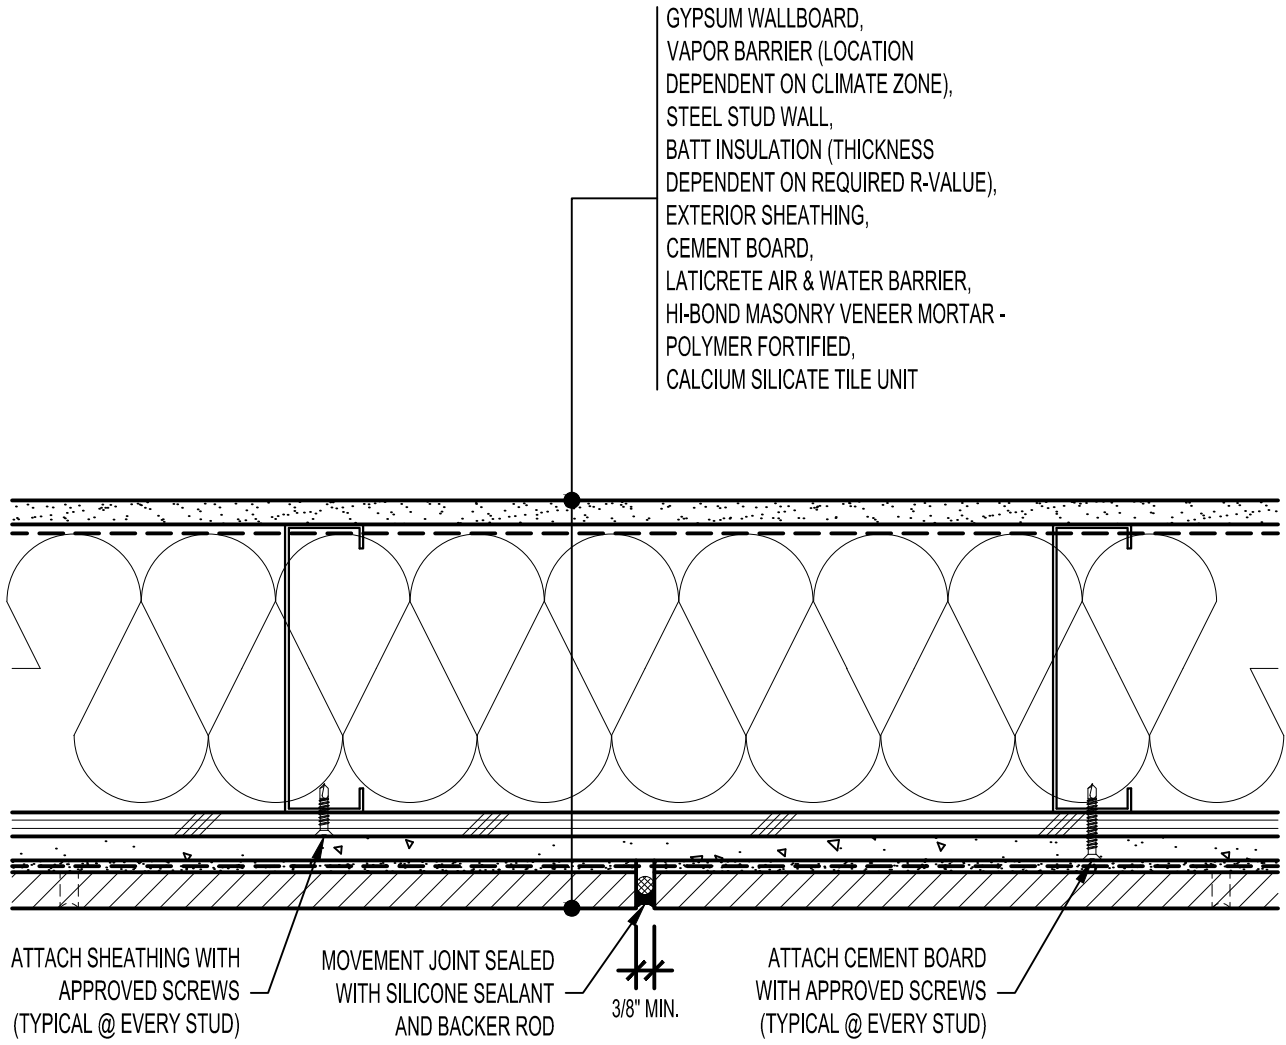 GYPSUM WALLBOARD,
VAPOR BARRIER (LOCATION
DEPENDENT ON CLIMATE ZONE),
STEEL STUD WALL,
BATT INSULATION (THICKNESS
DEPENDENT ON REQUIRED R-VALUE),
EXTERIOR SHEATHING,
CEMENT BOARD,
LATICRETE AIR & WATER BARRIER,
HI-BOND MASONRY VENEER MORTAR -
POLYMER FORTIFIED,
CALCIUM SILICATE TILE UNIT
ATTACH SHEATHING WITH
APPROVED SCREWS
(TYPICAL @ EVERY STUD)
MOVEMENT JOINT SEALED
WITH SILICONE SEALANT
AND BACKER ROD
3/8" MIN.
ATTACH CEMENT BOARD
WITH APPROVED SCREWS
(TYPICAL @ EVERY STUD)